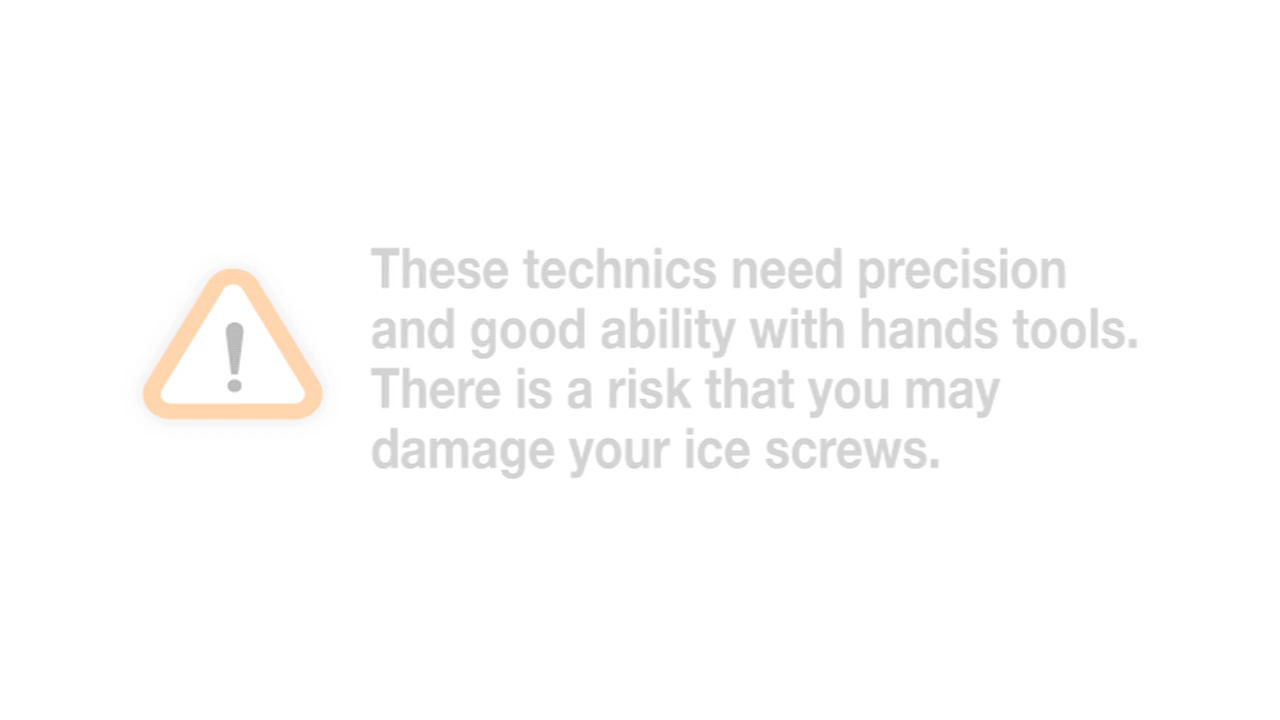 These technics need precision
and good ability with hands tools.
There is a risk that you may
damage your ice screws.